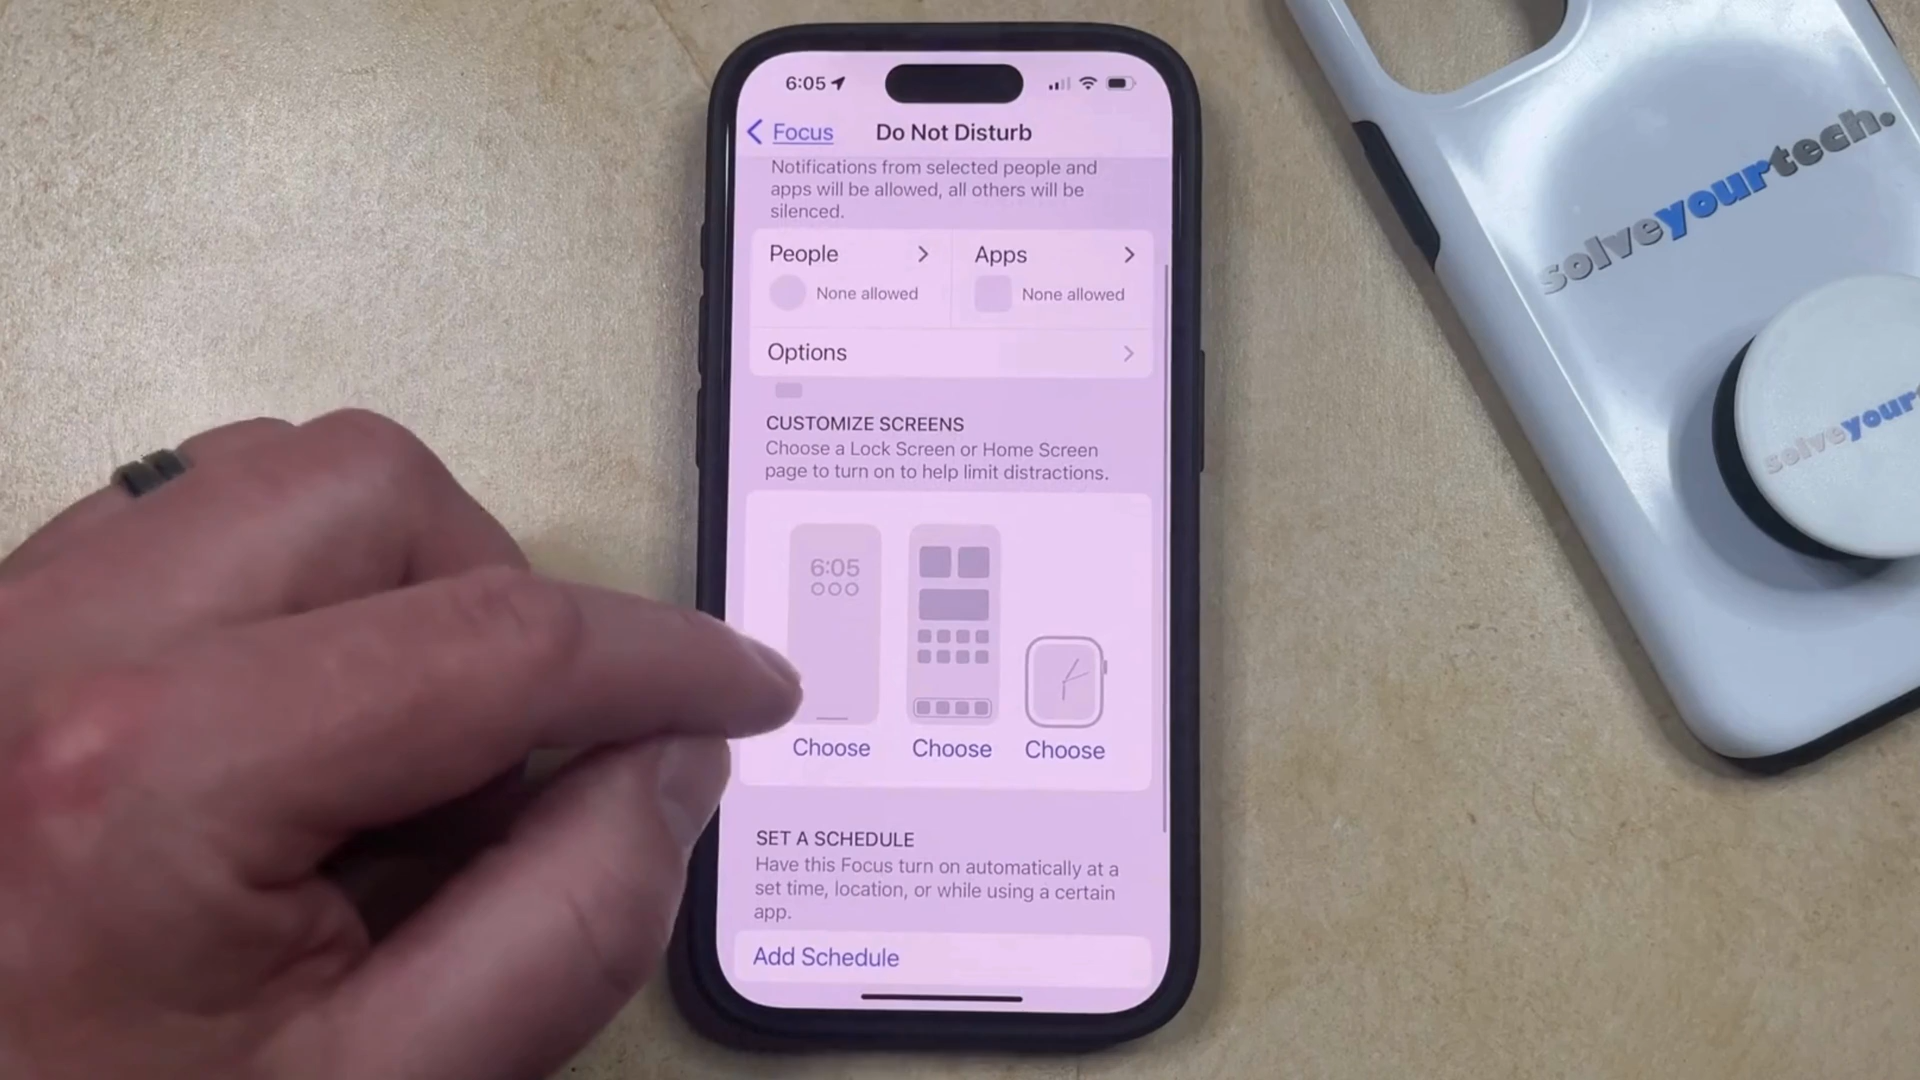 6:05
Focus
Do Not Disturb
Notifications from selected people and
apps will be allowed, all others will be
silenced.
People
Apps
None allowed
None allowed
Options
CUSTOMIZE SCREENS
Choose a Lock Screen or Home Screen
page to turn on to help limit distractions.
6:05
Choose
Choose
Choose
SET A SCHEDULE
Have this Focus turn on automatically at a
set time, location, or while using a certain
app.
Add Schedule
solveyourtech.
solveyour